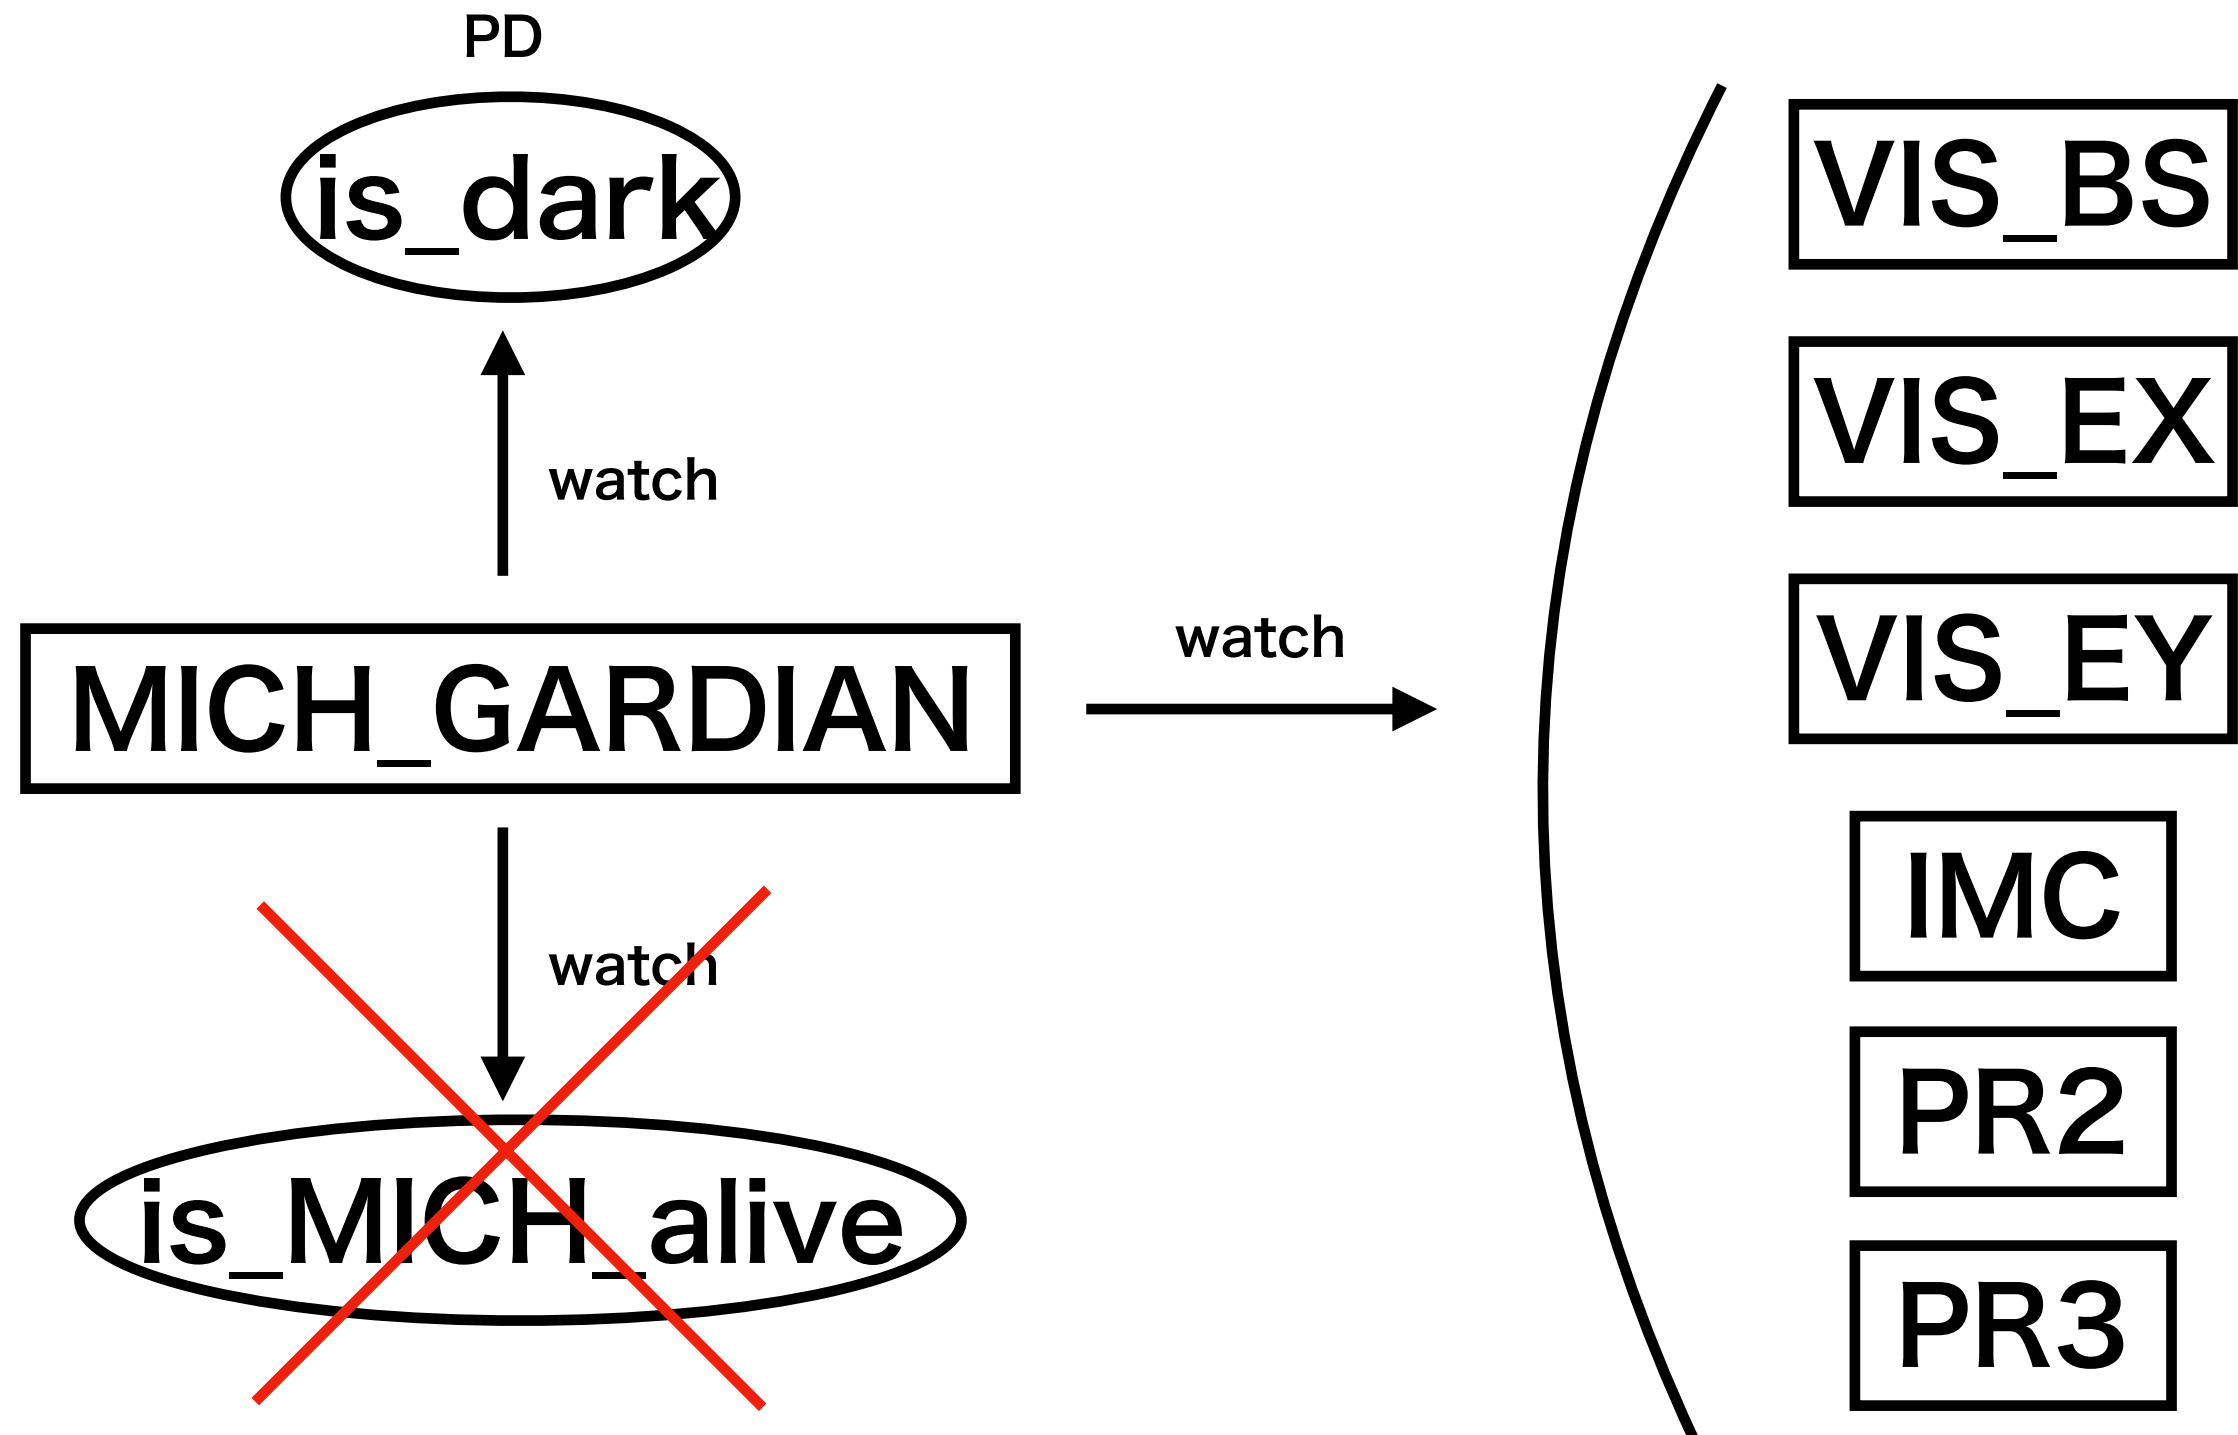 PD
is_dark
watch
MICH_GARDIAN
watch
watch
is_MICH_alive
VIS_BS
VIS_EX
VIS_EY
IMC
PR2
PR3